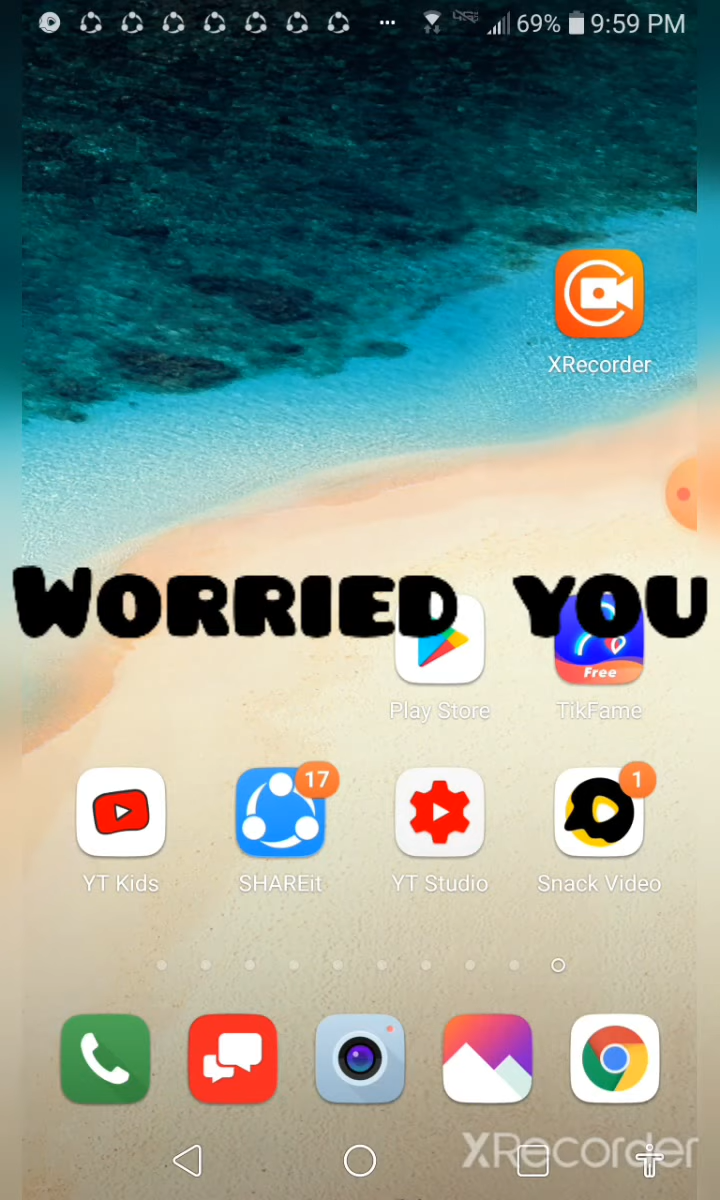 69% 9:59 PM
XRecorder
WORRIED YOU
Free
Play Store TikFame
17 1
YT Kids SHAREit YT Studio Snack Video
XRecorder